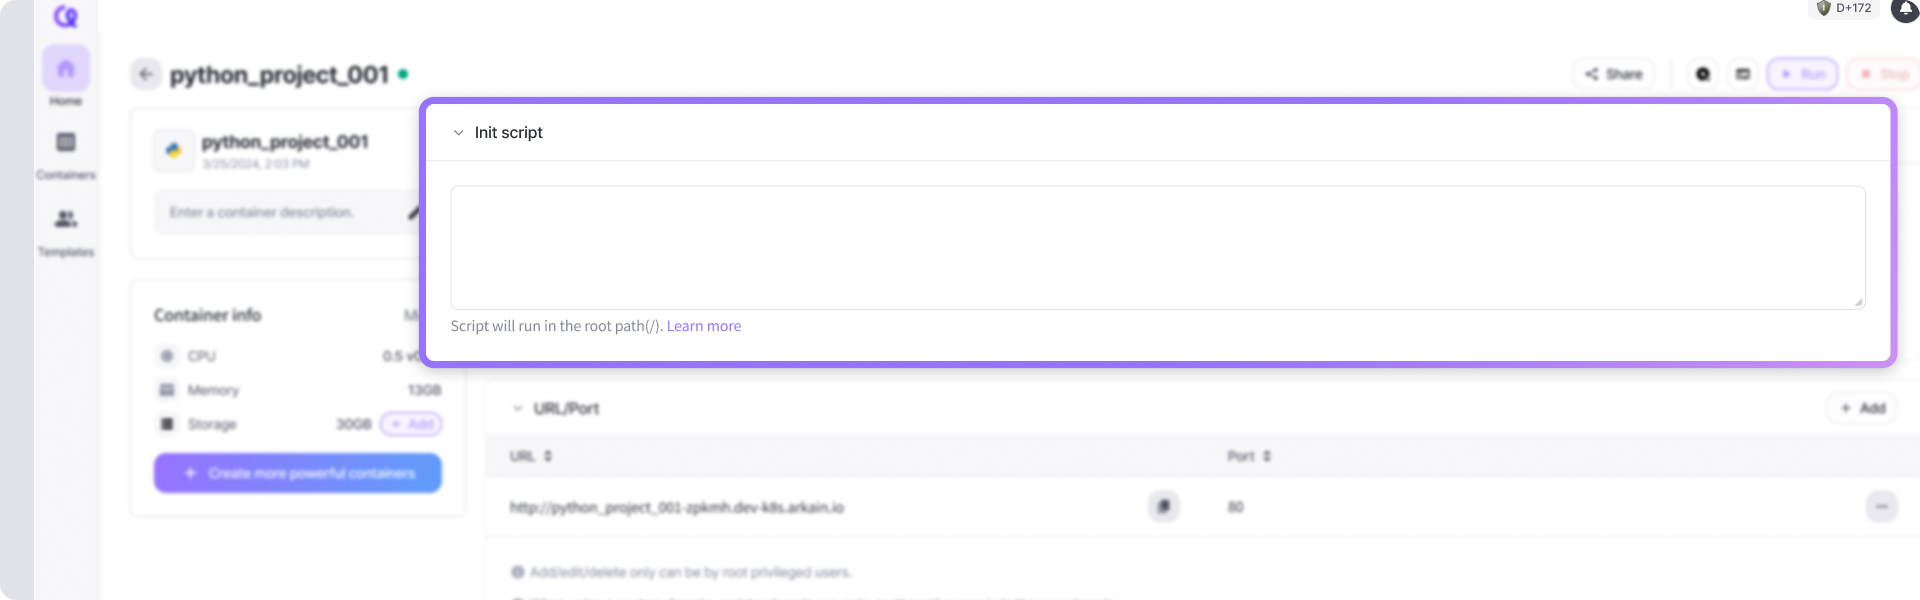 D+172
python_project_001
Share
Run
Stop
Home
Containers
Templates
python_project_001
3/25/2024, 2:03 PM
Enter a container description.
Init script
Script will run in the root path(/). Learn more
Container info
CPU
0.5
Memory
13GB
Storage
30GB
+ Add
+ Create more powerful containers
URL/Port
+ Add
URL
Port
http://python_project_001-zpkmh.dev-k8s.arkain.io
80
Add/edit/delete only can be by root privileged users.